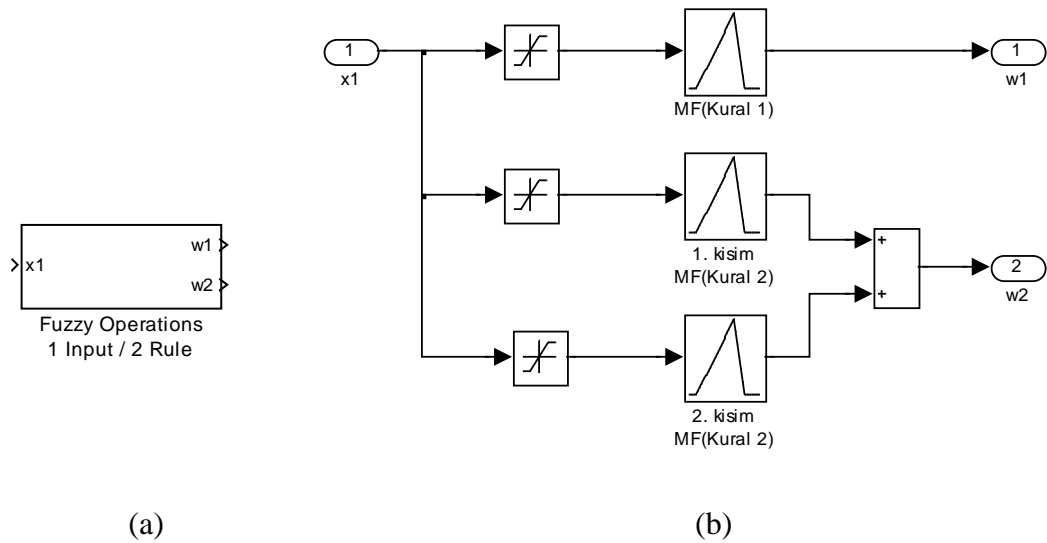 x1
w1
w2
Fuzzy Operations
1 Input / 2 Rule
(a)
1
x1
MF(Kural 1)
1
w1
1. kisim
MF(Kural 2)
+
+
2
w2
2. kisim
MF(Kural 2)
(b)